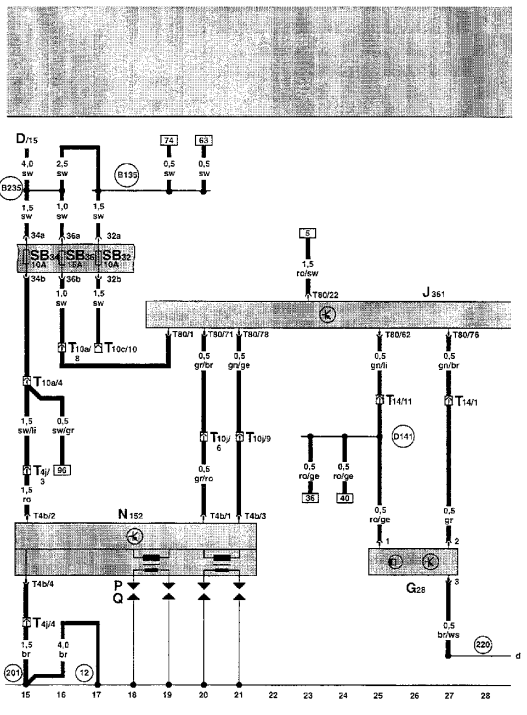 D/15
74 63
4,0 sw
2,5 sw
0,5 sw
0,5 sw
B235
B135
1,5 sw
1,0 sw
1,5 sw
34a 36a 32a
5
SB34 10A
SB36 15A
SB32 10A
1,5 ro/sw
34b 36b 32b
T80/22
J361
1,0 sw
1,5 sw
T80/1 T80/71 T80/78 T80/62 T80/76
T10a/8
T10c/10
0,5 gr/br
0,5 gn/ge
0,5 gn/li
0,5 gn/br
T10a/4
T14/11
T14/1
1,5 sw/li
0,5 sw/gr
T10j/6
T10j/9
D141
T4j/3
96
0,5 ro/ge
0,5 ro/ge
36 40
1,5 ro
0,5 gr/ro
0,5 ro/ge
0,5 gr
T4b/2
N152
T4b/1
T4b/3
1 2
T4b/4
P
Q
G28
3
T4j/4
1,5 br
4,0 br
0,5 br/ws
220
d
201
12
15 16 17 18 19 20 21 22 23 24 25 26 27 28